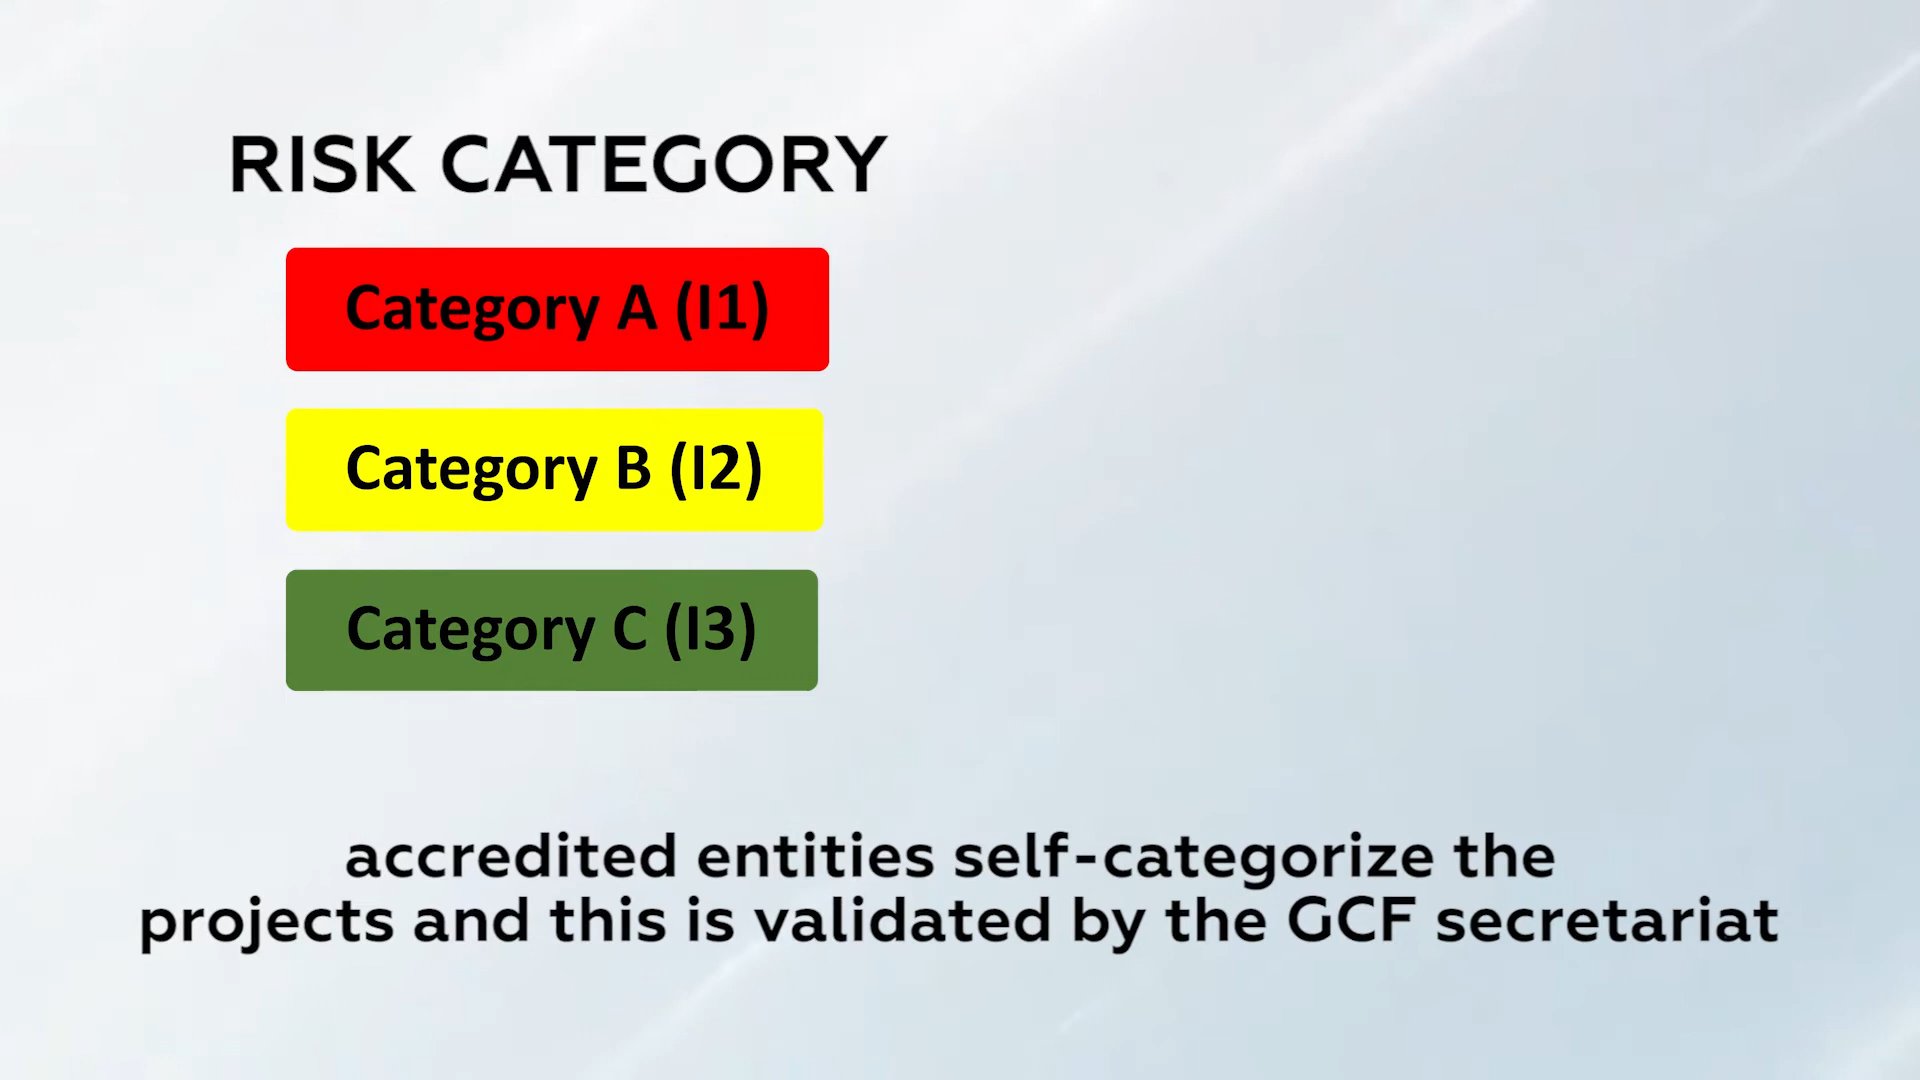 RISK CATEGORY
Category A (I1)
Category B (I2)
Category C (I3)
accredited entities self-categorize the
projects and this is validated by the GCF secretariat